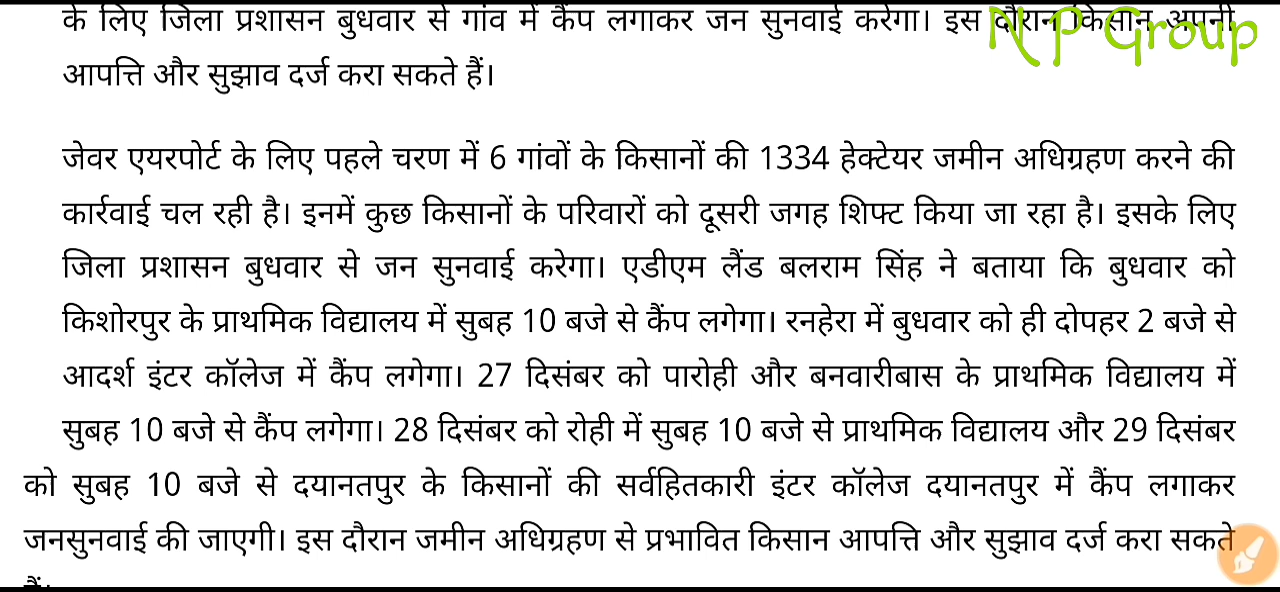 के लिए जिला प्रशासन बुधवार से गांव में कैंप लगाकर जन सुनवाई करेगा। इस दौरान किसान अपनी
N P Group
आपत्ति और सुझाव दर्ज करा सकते हैं।
जेवर एयरपोर्ट के लिए पहले चरण में 6 गांवों के किसानों की 1334 हेक्टेयर जमीन अधिग्रहण करने की
कार्रवाई चल रही है। इनमें कुछ किसानों के परिवारों को दूसरी जगह शिफ्ट किया जा रहा है। इसके लिए
जिला प्रशासन बुधवार से जन सुनवाई करेगा। एडीएम लैंड बलराम सिंह ने बताया कि बुधवार को
किशोरपुर के प्राथमिक विद्यालय में सुबह 10 बजे से कैंप लगेगा। रनहेरा में बुधवार को ही दोपहर 2 बजे से
आदर्श इंटर कॉलेज में कैंप लगेगा। 27 दिसंबर को पारोही और बनवारीबास के प्राथमिक विद्यालय में
सुबह 10 बजे से कैंप लगेगा। 28 दिसंबर को रोही में सुबह 10 बजे से प्राथमिक विद्यालय और 29 दिसंबर
को सुबह 10 बजे से दयानतपुर के किसानों की सर्वहितकारी इंटर कॉलेज दयानतपुर में कैंप लगाकर
जनसुनवाई की जाएगी। इस दौरान जमीन अधिग्रहण से प्रभावित किसान आपत्ति और सुझाव दर्ज करा सकते